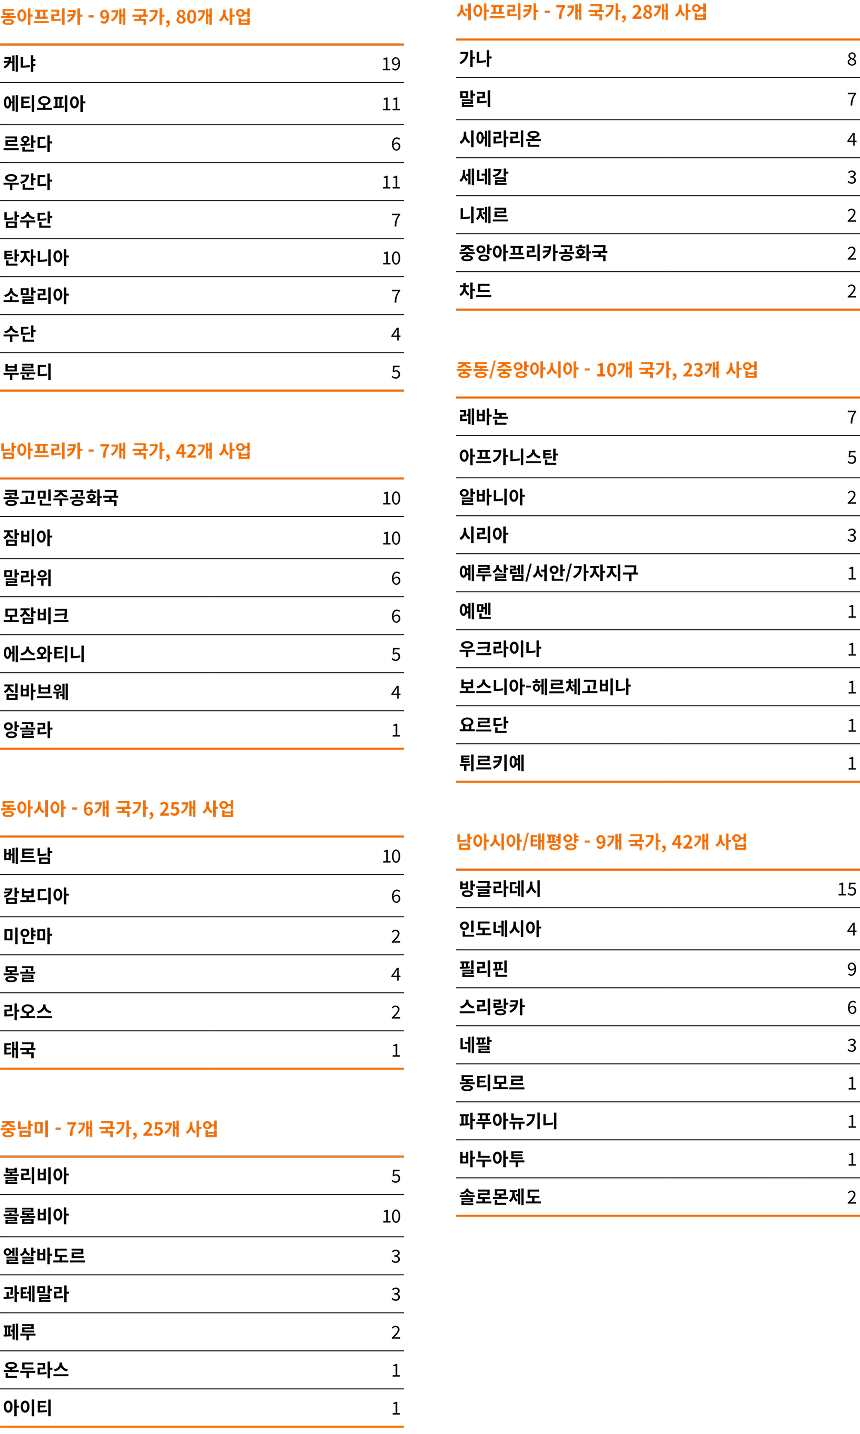 동아프리카 - 9개 국가, 80개 사업
케냐 19
에티오피아 11
르완다 6
우간다 11
남수단 7
탄자니아 10
소말리아 7
수단 4
부룬디 5
남아프리카 - 7개 국가, 42개 사업
콩고민주공화국 10
잠비아 10
말라위 6
모잠비크 6
에스와티니 5
짐바브웨 4
앙골라 1
동아시아 - 6개 국가, 25개 사업
베트남 10
캄보디아 6
미얀마 2
몽골 4
라오스 2
태국 1
중남미 - 7개 국가, 25개 사업
볼리비아 5
콜롬비아 10
엘살바도르 3
과테말라 3
페루 2
온두라스 1
아이티 1
서아프리카 - 7개 국가, 28개 사업
가나 8
말리 7
시에라리온 4
세네갈 3
니제르 2
중앙아프리카공화국 2
차드 2
중동/중앙아시아 - 10개 국가, 23개 사업
레바논 7
아프가니스탄 5
알바니아 2
시리아 3
예루살렘/서안/가자지구 1
예멘 1
우크라이나 1
보스니아-헤르체고비나 1
요르단 1
튀르키예 1
남아시아/태평양 - 9개 국가, 42개 사업
방글라데시 15
인도네시아 4
필리핀 9
스리랑카 6
네팔 3
동티모르 1
파푸아뉴기니 1
바누아투 1
솔로몬제도 2